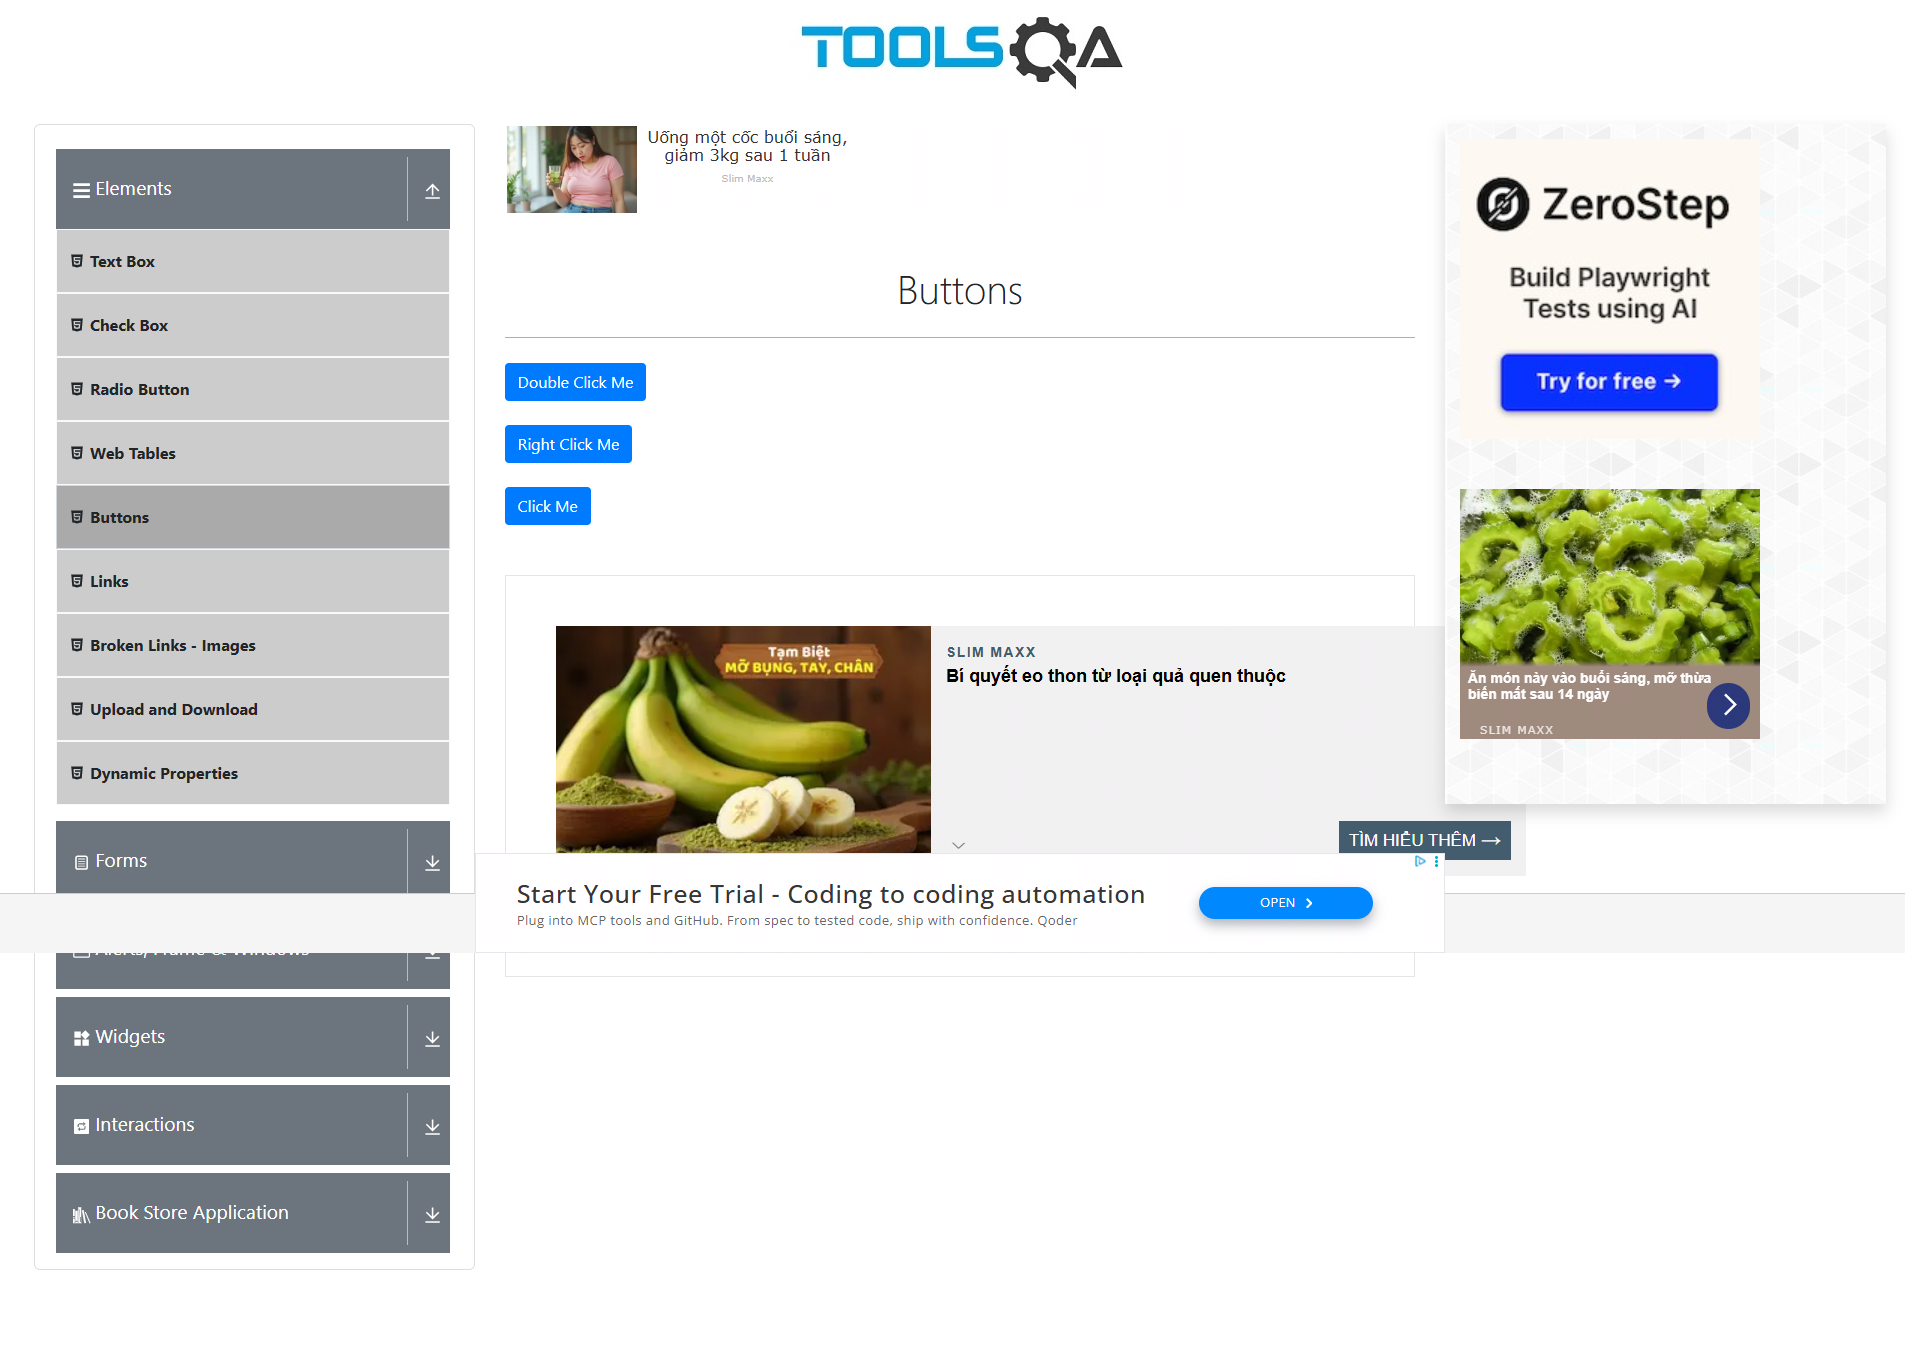 TOOLSQA
Elements
Text Box
Check Box
Radio Button
Web Tables
Buttons
Links
Broken Links - Images
Upload and Download
Dynamic Properties
Forms
Alerts, Frame & Windows
Widgets
Interactions
Book Store Application
Uống một cốc buổi sáng,
giảm 3kg sau 1 tuần
Slim Maxx
Buttons
Double Click Me
Right Click Me
Click Me
Tạm Biệt
MỠ BỤNG, TAY, CHÂN
SLIM MAXX
Bí quyết eo thon từ loại quả quen thuộc
TÌM HIỂU THÊM →
Start Your Free Trial - Coding to coding automation
Plug into MCP tools and GitHub. From spec to tested code, ship with confidence. Qoder
OPEN
ZeroStep
Build Playwright
Tests using AI
Try for free →
Ăn món này vào buổi sáng, mỡ thừa
biến mất sau 14 ngày
SLIM MAXX